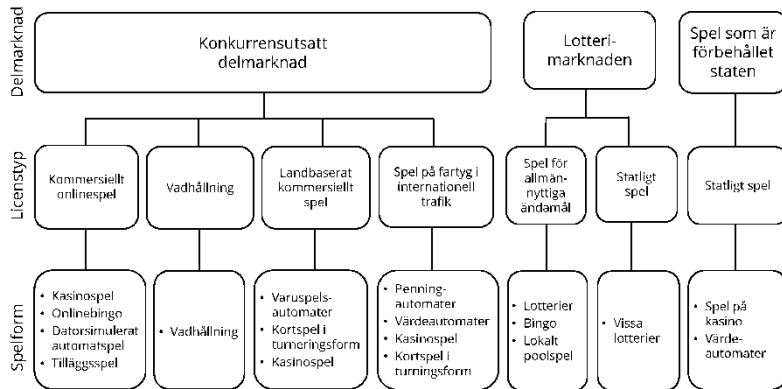 Delmarknad
Konkurrensutsatt
delmarknad
Lotteri-
marknaden
Spel som är
förbehållet
staten
Licenstyp
Kommersiellt
onlinespel
Vadhållning
Landbaserat
kommersiellt
spel
Spel på fartyg i
internationell
trafik
Spel för
allmän-
nyttiga
ändamål
Statligt
spel
Statligt spel
Spelform
• Kasinospel
• Onlinebingo
• Datorsimulerat
automatspel
• Tilläggsspel
• Vadhållning
• Varuspels-
automater
• Kortspel i
turneringsform
• Kasinospel
• Penning-
automater
• Värdeautomater
• Kasinospel
• Kortspel i
turningsform
• Lotterier
• Bingo
• Lokalt
poolspel
• Vissa
lotterier
• Spel på
kasino
• Värde-
automater